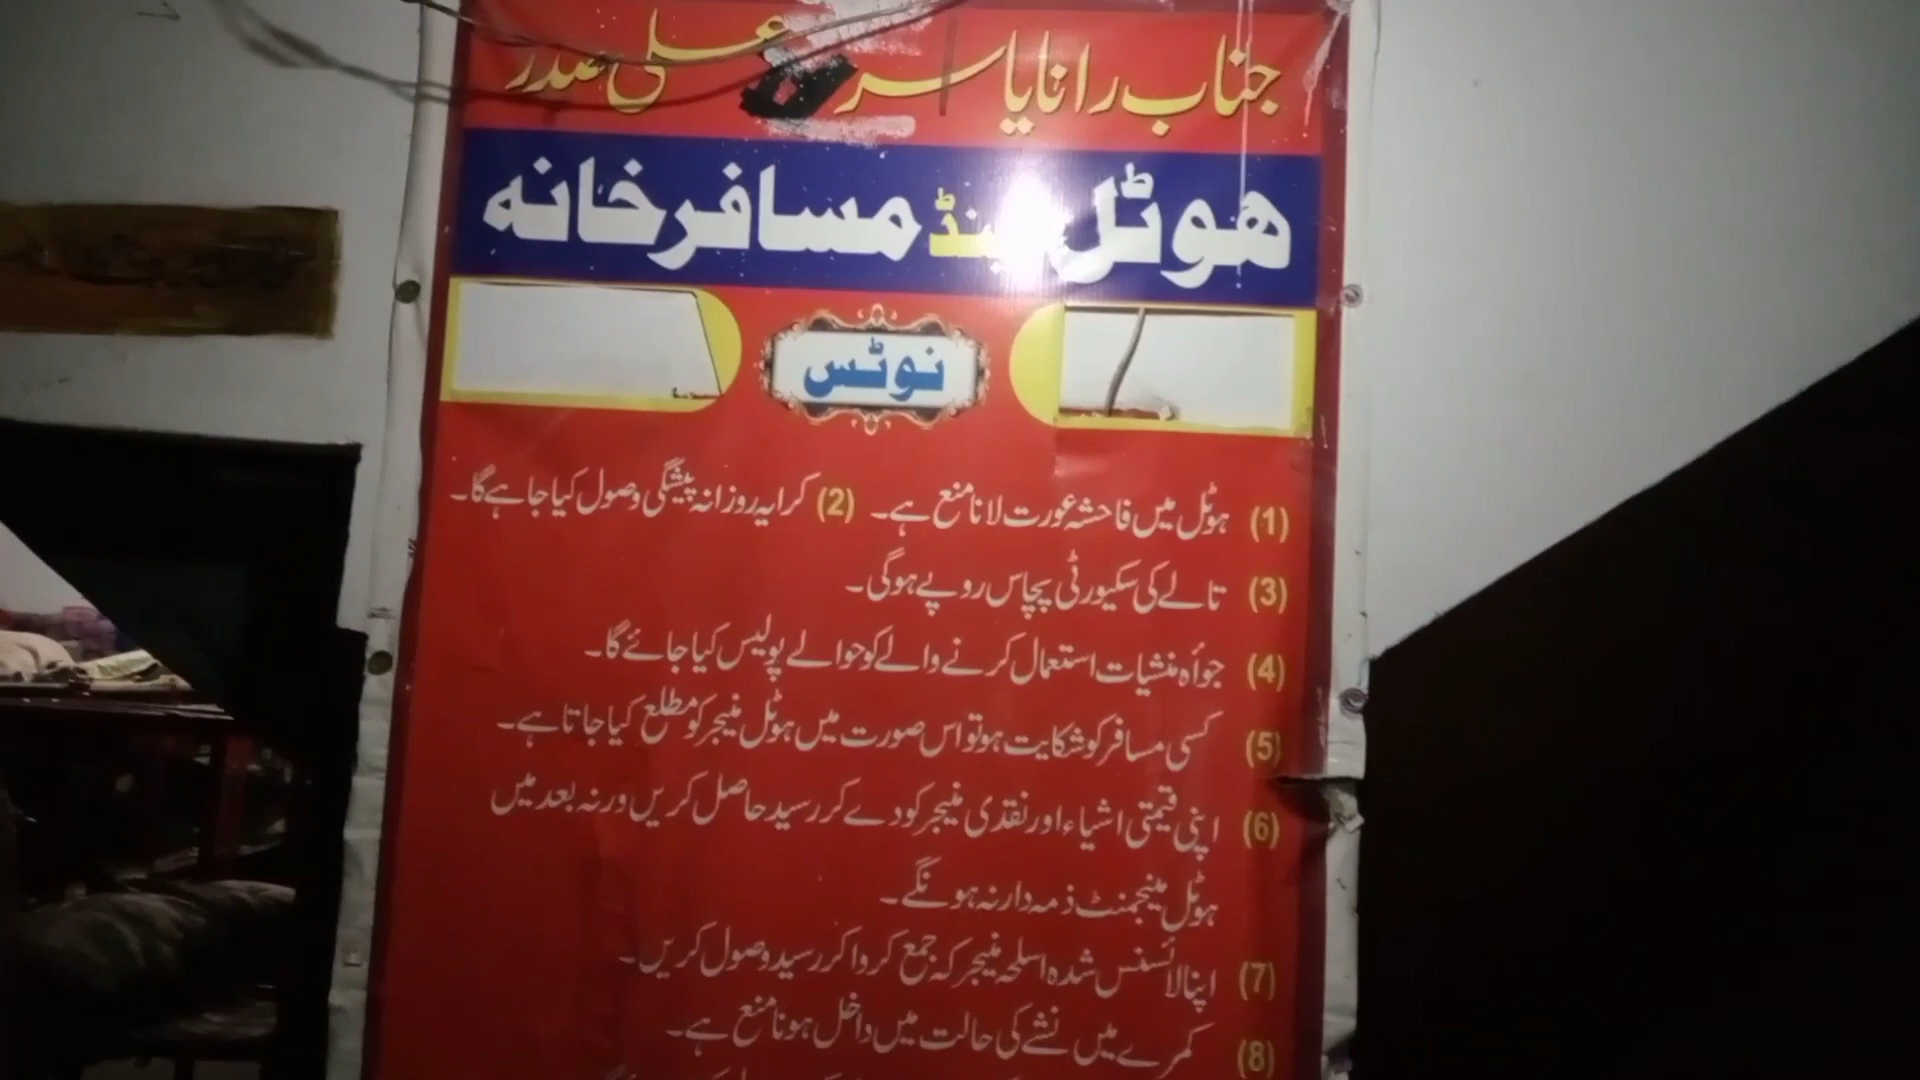 جناب رانا یاسر علی صدر
ھوٹل اینڈ مسافر خانہ
نوٹس
(1) ہوٹل میں فاحشہ عورت لانا منع ہے۔ (2) کرایہ روزانہ پیشگی وصول کیا جاہے گا۔
(3) تالے کی سکیورٹی پچاس روپے ہوگی۔
(4) جوأہ منشیات استعمال کرنے والے کو حوالے پولیس کیا جائے گا۔
(5) کسی مسافر کو شکایت ہو تو اس صورت میں ہوٹل منیجر کو مطلع کیا جاتا ہے۔
(6) اپنی قیمتی اشیاء اور نقدی منیجر کو دے کر رسید حاصل کریں ورنہ بعد میں
ہوٹل مینجمنٹ ذمہ دار نہ ہونگے۔
(7) اپنا لائسنس شدہ اسلحہ منیجر کہ جمع کروا کر رسید وصول کریں۔
(8) کمرے میں نشے کی حالت میں داخل ہونا منع ہے۔